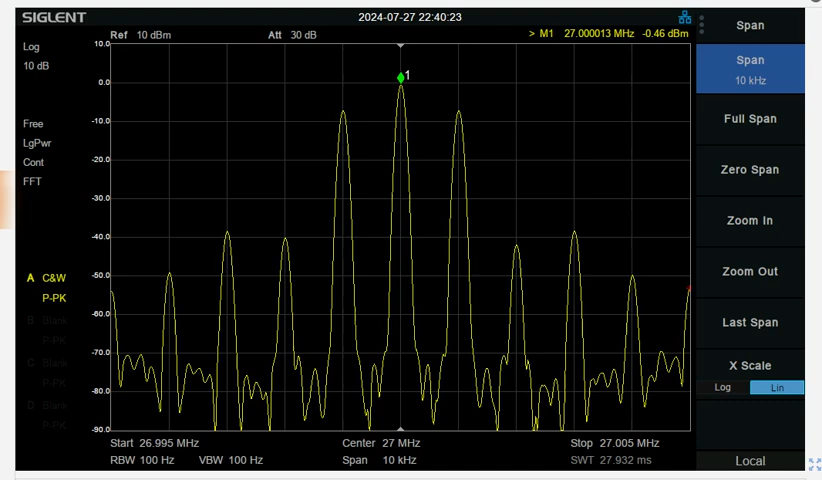 SIGLENT
2024-07-27 22:40:23
Log
10 dB
Ref 10 dBm
Att 30 dB
> M1 27.000013 MHz -0.46 dBm
10.0
0.0
-10.0
-20.0
-30.0
-40.0
-50.0
-60.0
-70.0
-80.0
-90.0
1
Free
LgPwr
Cont
FFT
A C&W
P-PK
B Blank
P-PK
C Blank
P-PK
D Blank
P-PK
Start 26.995 MHz
Center 27 MHz
Stop 27.005 MHz
RBW 100 Hz
VBW 100 Hz
Span 10 kHz
SWT 27.932 ms
Span
Span
10 kHz
Full Span
Zero Span
Zoom In
Zoom Out
Last Span
X Scale
Log Lin
Local